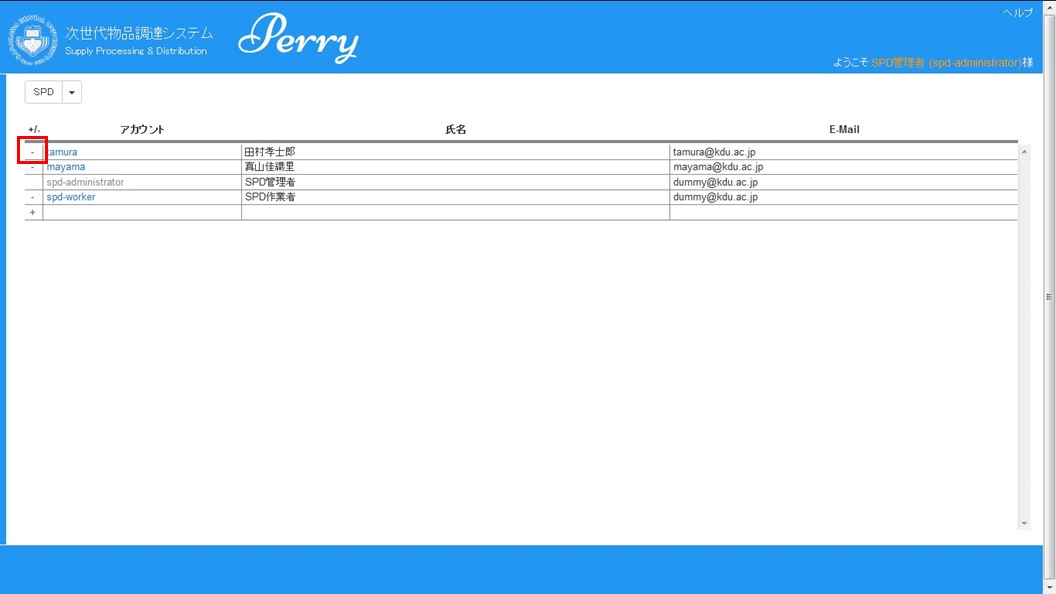 ヘルプ
次世代物品調達システム
Supply Processing & Distribution
Perry
ようこそ SPD管理者 (spd-administrator)様
SPD
+/- アカウント 氏名 E-Mail
- tamura 田村孝士郎 tamura@kdu.ac.jp
- mayama 真山佳織里 mayama@kdu.ac.jp
spd-administrator SPD管理者 dummy@kdu.ac.jp
- spd-worker SPD作業者 dummy@kdu.ac.jp
+